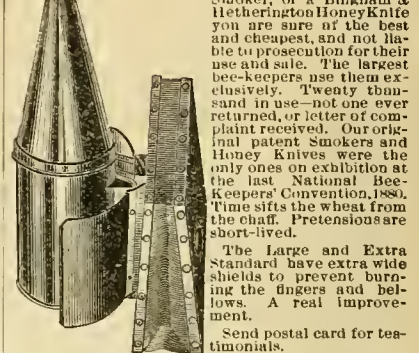 Smoker, or a Bingham &
Hetherington Honey Knife
you are sure of the best
and cheapest, and not lia-
ble to prosecution for their
use and sale. The largest
bee-keepers use them ex-
clusively. Twenty thou-
sand in use—not one ever
returned, or letter of com-
plaint received. Our orig-
inal patent Smokers and
Honey Knives were the
only ones on exhibition at
the last National Bee-
Keepers' Convention, 1880.
Time sifts the wheat from
the chaff. Pretensions are
short-lived.
The Large and Extra
Standard have extra wide
shields to prevent burn-
ing the fingers and bel-
lows. A real improve-
ment.
Send postal card for tes-
timonials.